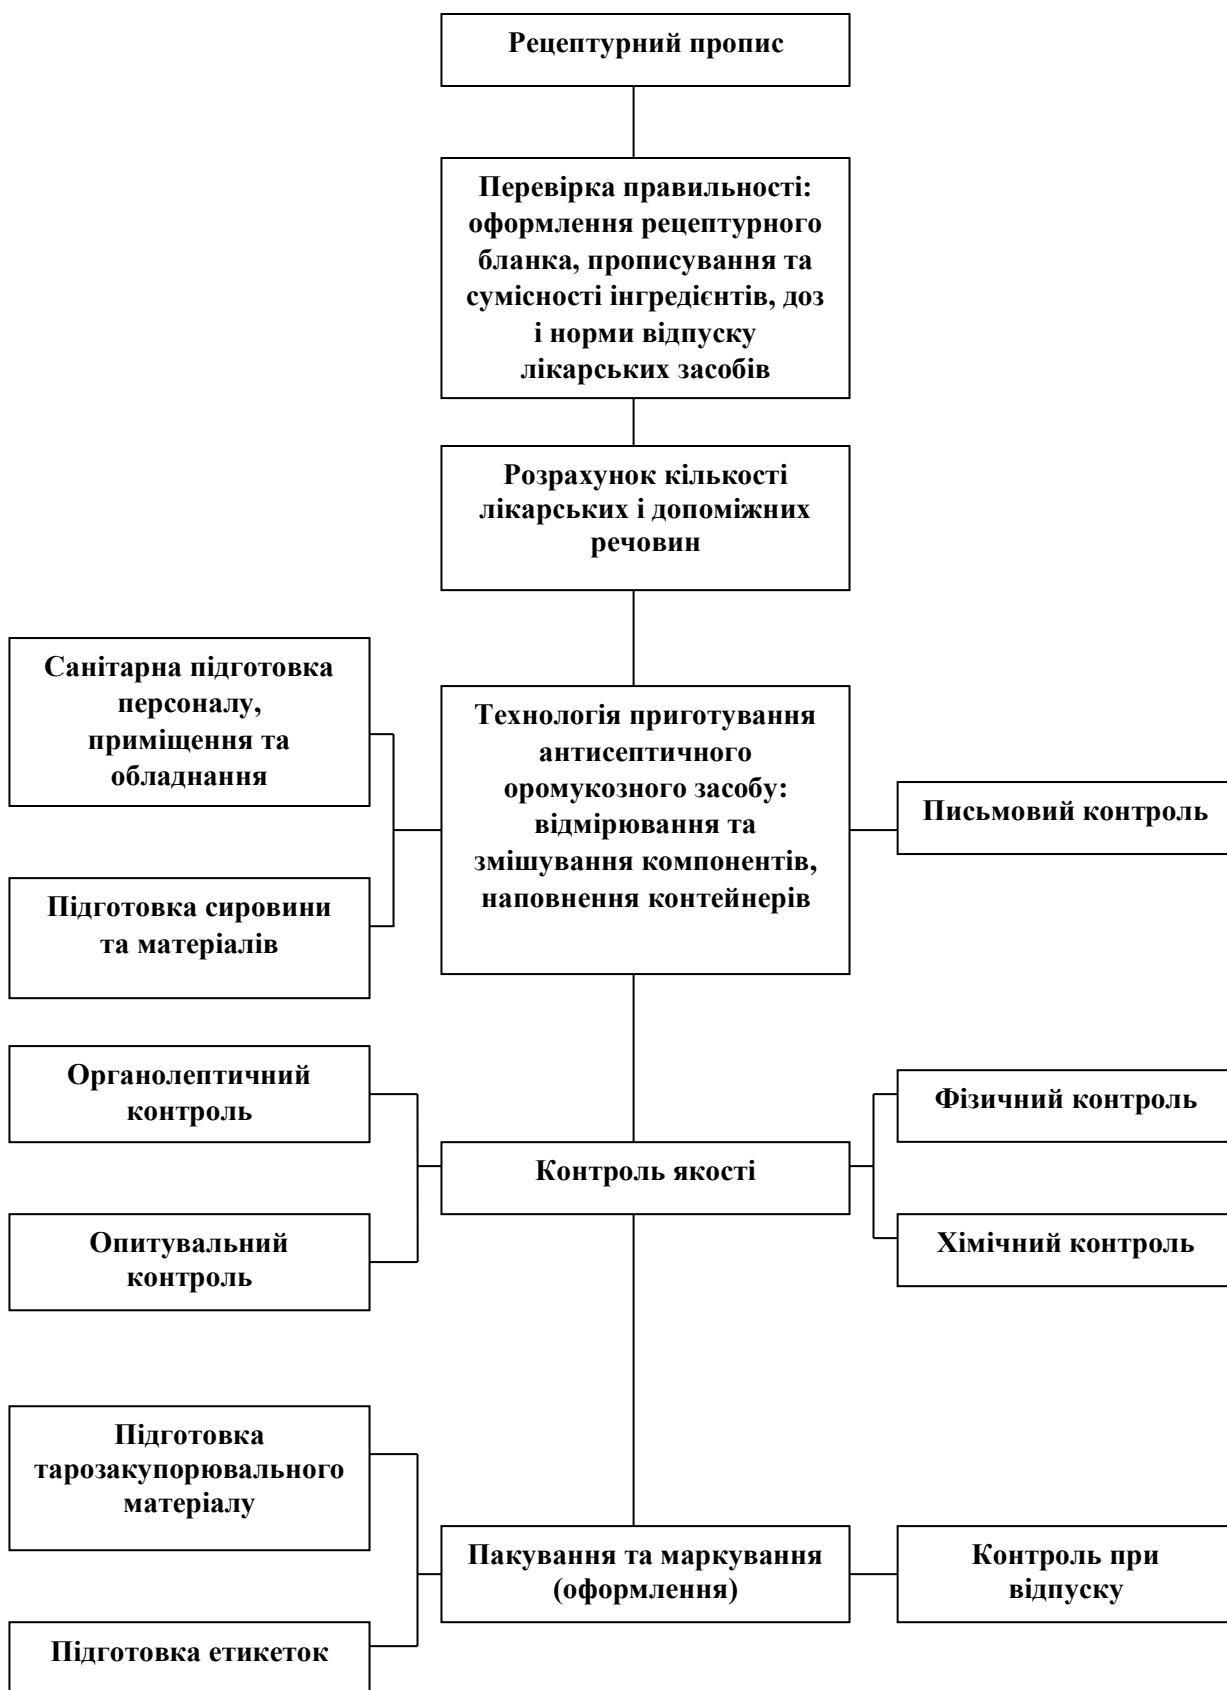 Рецептурний пропис
Перевірка правильності:
оформлення рецептурного
бланка, прописування та
сумісності інгредієнтів, доз
і норми відпуску
лікарських засобів
Розрахунок кількості
лікарських і допоміжних
речовин
Санітарна підготовка
персоналу,
приміщення та
обладнання
Підготовка сировини
та матеріалів
Технологія приготування
антисептичного
оромукозного засобу:
відмірювання та
змішування компонентів,
наповнення контейнерів
Письмовий контроль
Органолептичний
контроль
Опитувальний
контроль
Контроль якості
Фізичний контроль
Хімічний контроль
Підготовка
тарозакупорювального
матеріалу
Підготовка етикеток
Пакування та маркування
(оформлення)
Контроль при
відпуску